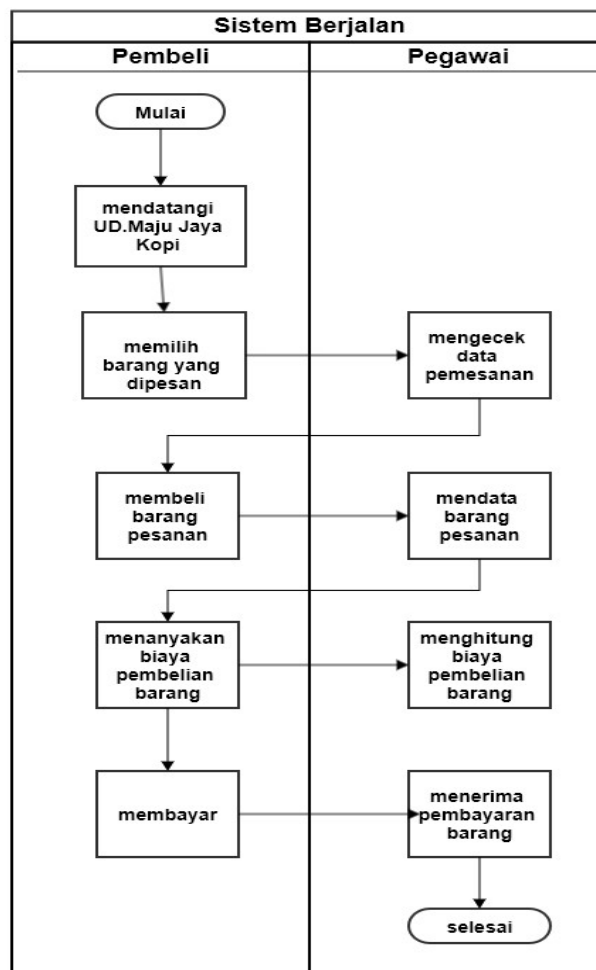 Sistem Berjalan
Pembeli
Pegawai
Mulai
mendatangi
UD.Maju Jaya
Kopi
memilih
barang yang
dipesan
mengecek
data
pemesanan
membeli
barang
pesanan
mendata
barang
pesanan
menanyakan
biaya
pembelian
barang
menghitung
biaya
pembelian
barang
membayar
menerima
pembayaran
barang
selesai